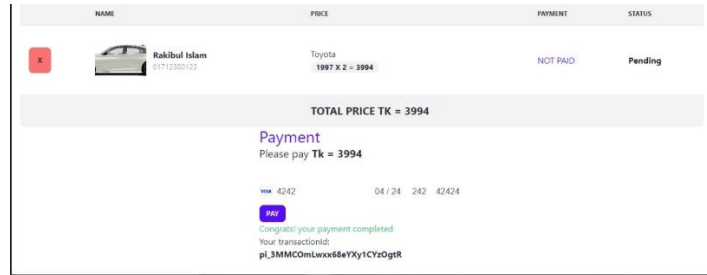 NAME PRICE PAYMENT STATUS
X
Rakibul Islam
01712380123
Toyota
1997 X 2 = 3994
NOT PAID
Pending
TOTAL PRICE TK = 3994
Payment
Please pay Tk = 3994
VISA 4242 04 / 24 242 42424
PAY
Congrats! your payment completed
Your transactionId:
pi_3MMCOmLwxx68eYXy1CYzOgtR